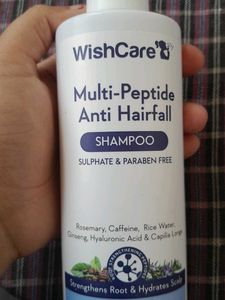 WishCare
Multi-Peptide
Anti Hairfall
SHAMPOO
SULPHATE & PARABEN FREE
Rosemary, Caffeine, Rice Water,
Ginseng, Hyaluronic Acid & Capilia Longa
Strengthens Root & Hydrates Scalp